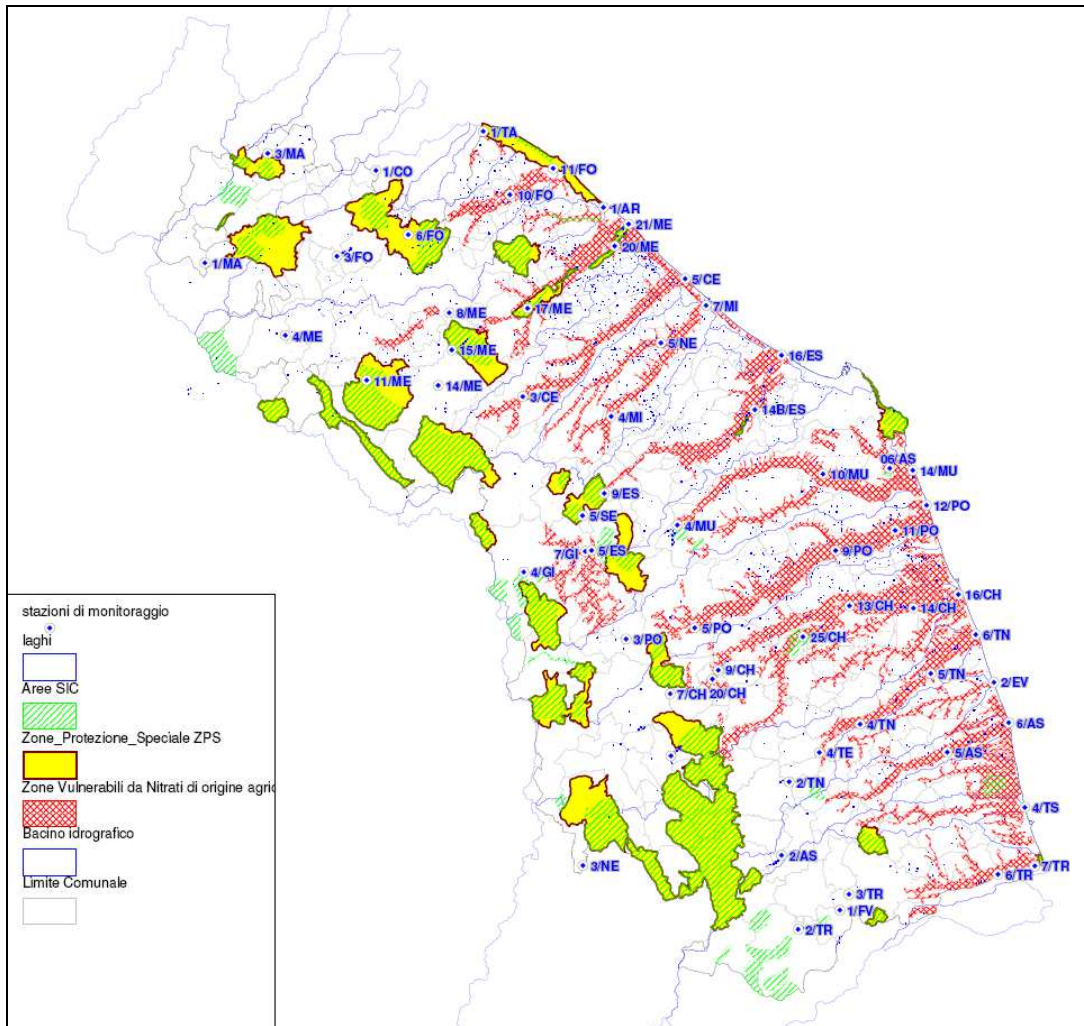 1/TA
3/MA
1/CO
11/FO
10/FO
1/AR
21/ME
6/FO
20/ME
3/FO
1/MA
5/CE
17/ME
7/MI
8/ME
4/ME
5/NE
15/ME
16/ES
11/ME
14/ME
3/CE
14B/ES
4/MI
06/AS
14/MU
10/MU
9/ES
12/PO
5/SE
4/MU
11/PO
7/GI
5/ES
9/PO
4/GI
16/CH
13/CH
14/CH
5/PO
6/TN
3/PO
25/CH
9/CH
5/TN
20/CH
2/EV
7/CH
6/AS
4/TN
4/TE
5/AS
2/TN
4/TS
2/AS
3/NE
7/TR
6/TR
3/TR
1/FV
2/TR
stazioni di monitoraggio
laghi
Aree SIC
Zone_Protezione_Speciale ZPS
Zone Vulnerabili da Nitrati di origine agric
Bacino idrografico
Limite Comunale